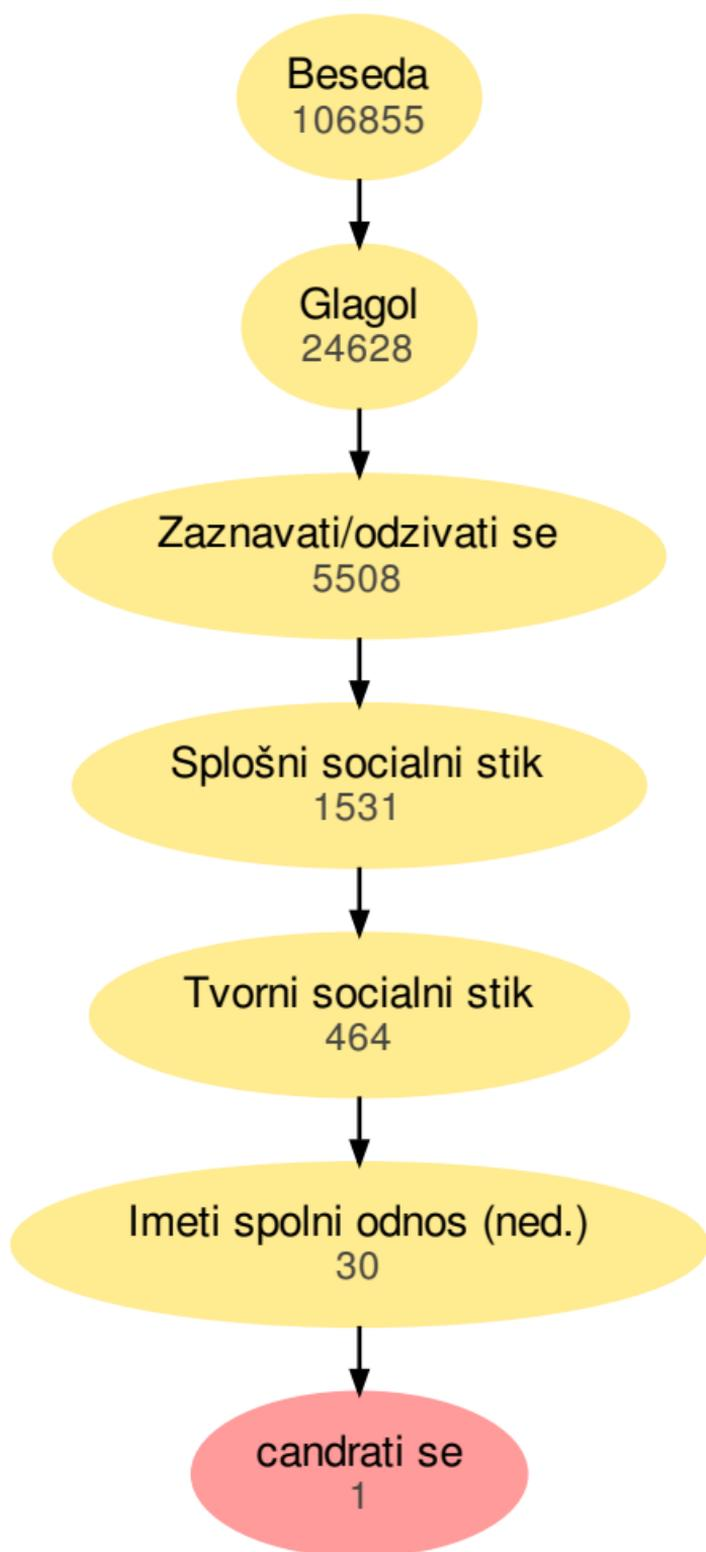 Beseda
106855
Glagol
24628
Zaznavati/odzivati se
5508
Splošni socialni stik
1531
Tvorni socialni stik
464
Imeti spolni odnos (ned.)
30
candrati se
1